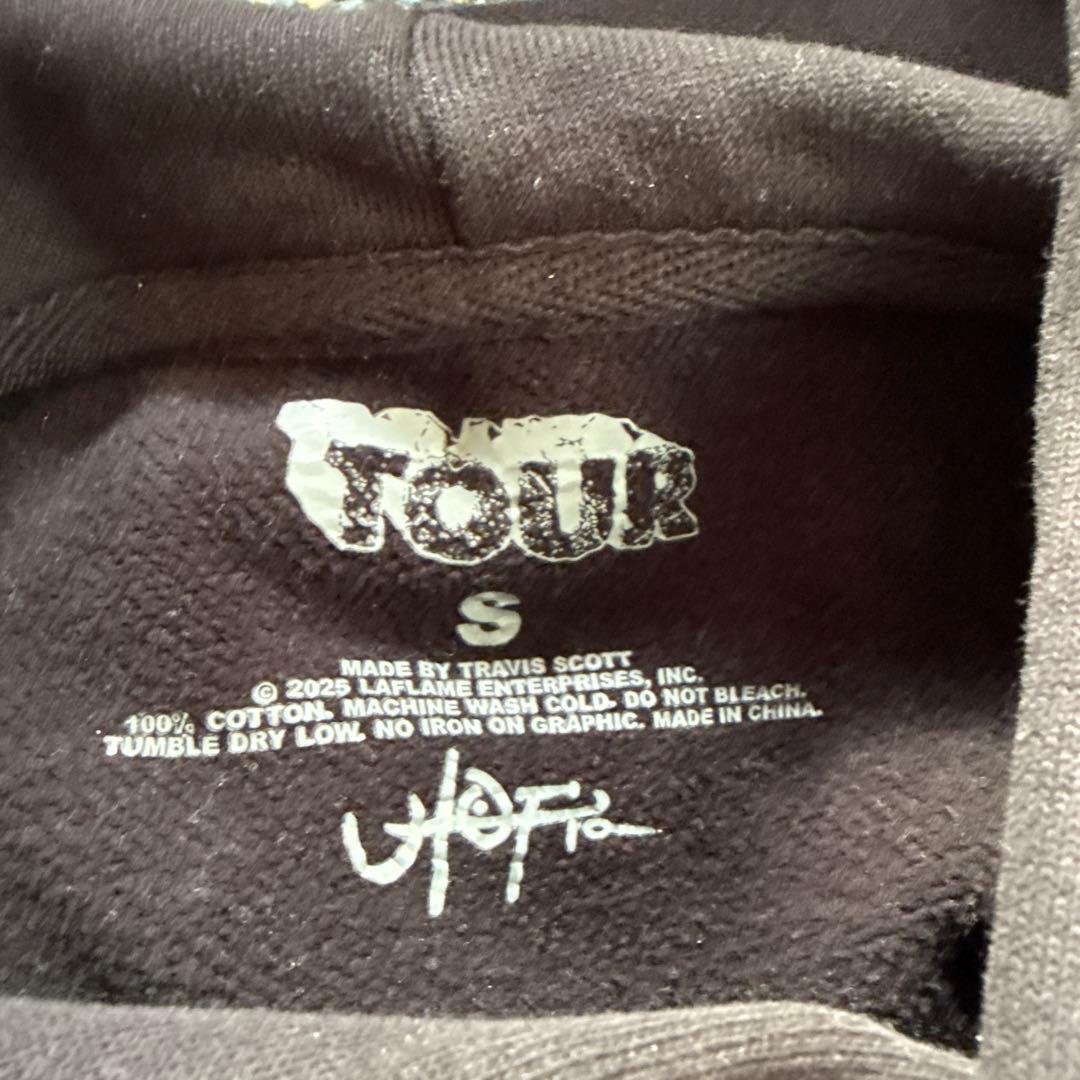 TOUR
S
MADE BY TRAVIS SCOTT
© 2025 LAFLAME ENTERPRISES, INC.
100% COTTON. MACHINE WASH COLD. DO NOT BLEACH.
TUMBLE DRY LOW. NO IRON ON GRAPHIC. MADE IN CHINA.
UTOPIA